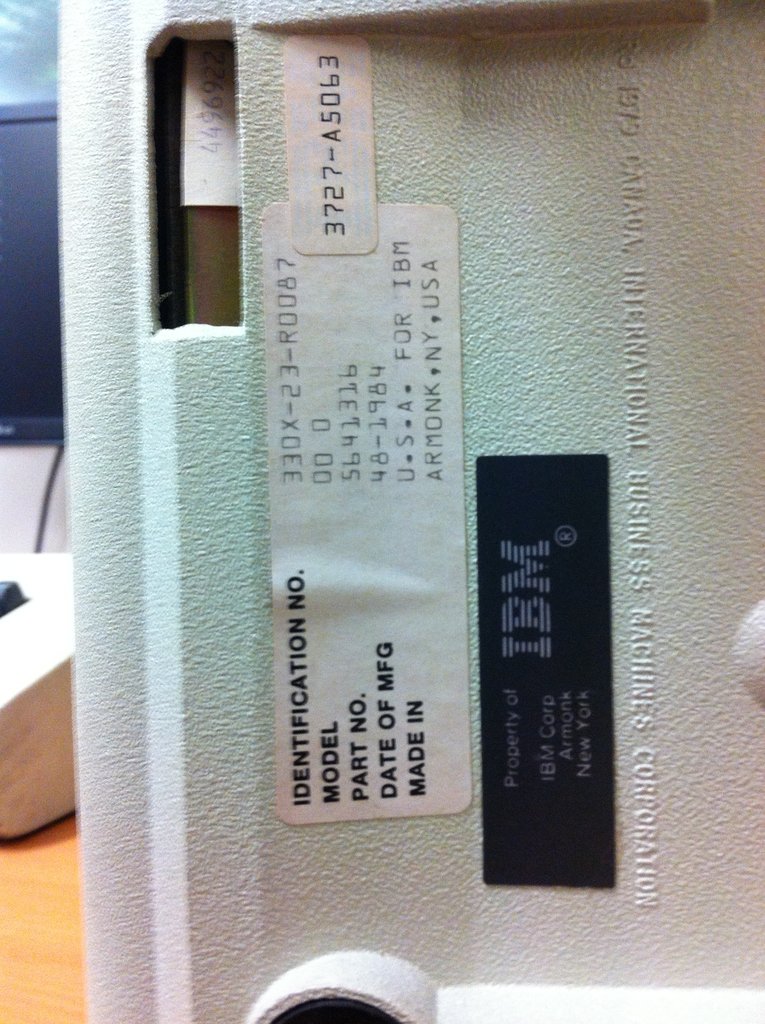 4496922
3727-A5063
IDENTIFICATION NO. 330X-23-R0087
MODEL 00 0
PART NO. 5641316
DATE OF MFG 48-1984
MADE IN U.S.A. FOR IBM
ARMONK,NY,USA
Property of
IBM Corp
Armonk
New York
IBM ®
1979 CANADA INTERNATIONAL BUSINESS MACHINES CORPORATION